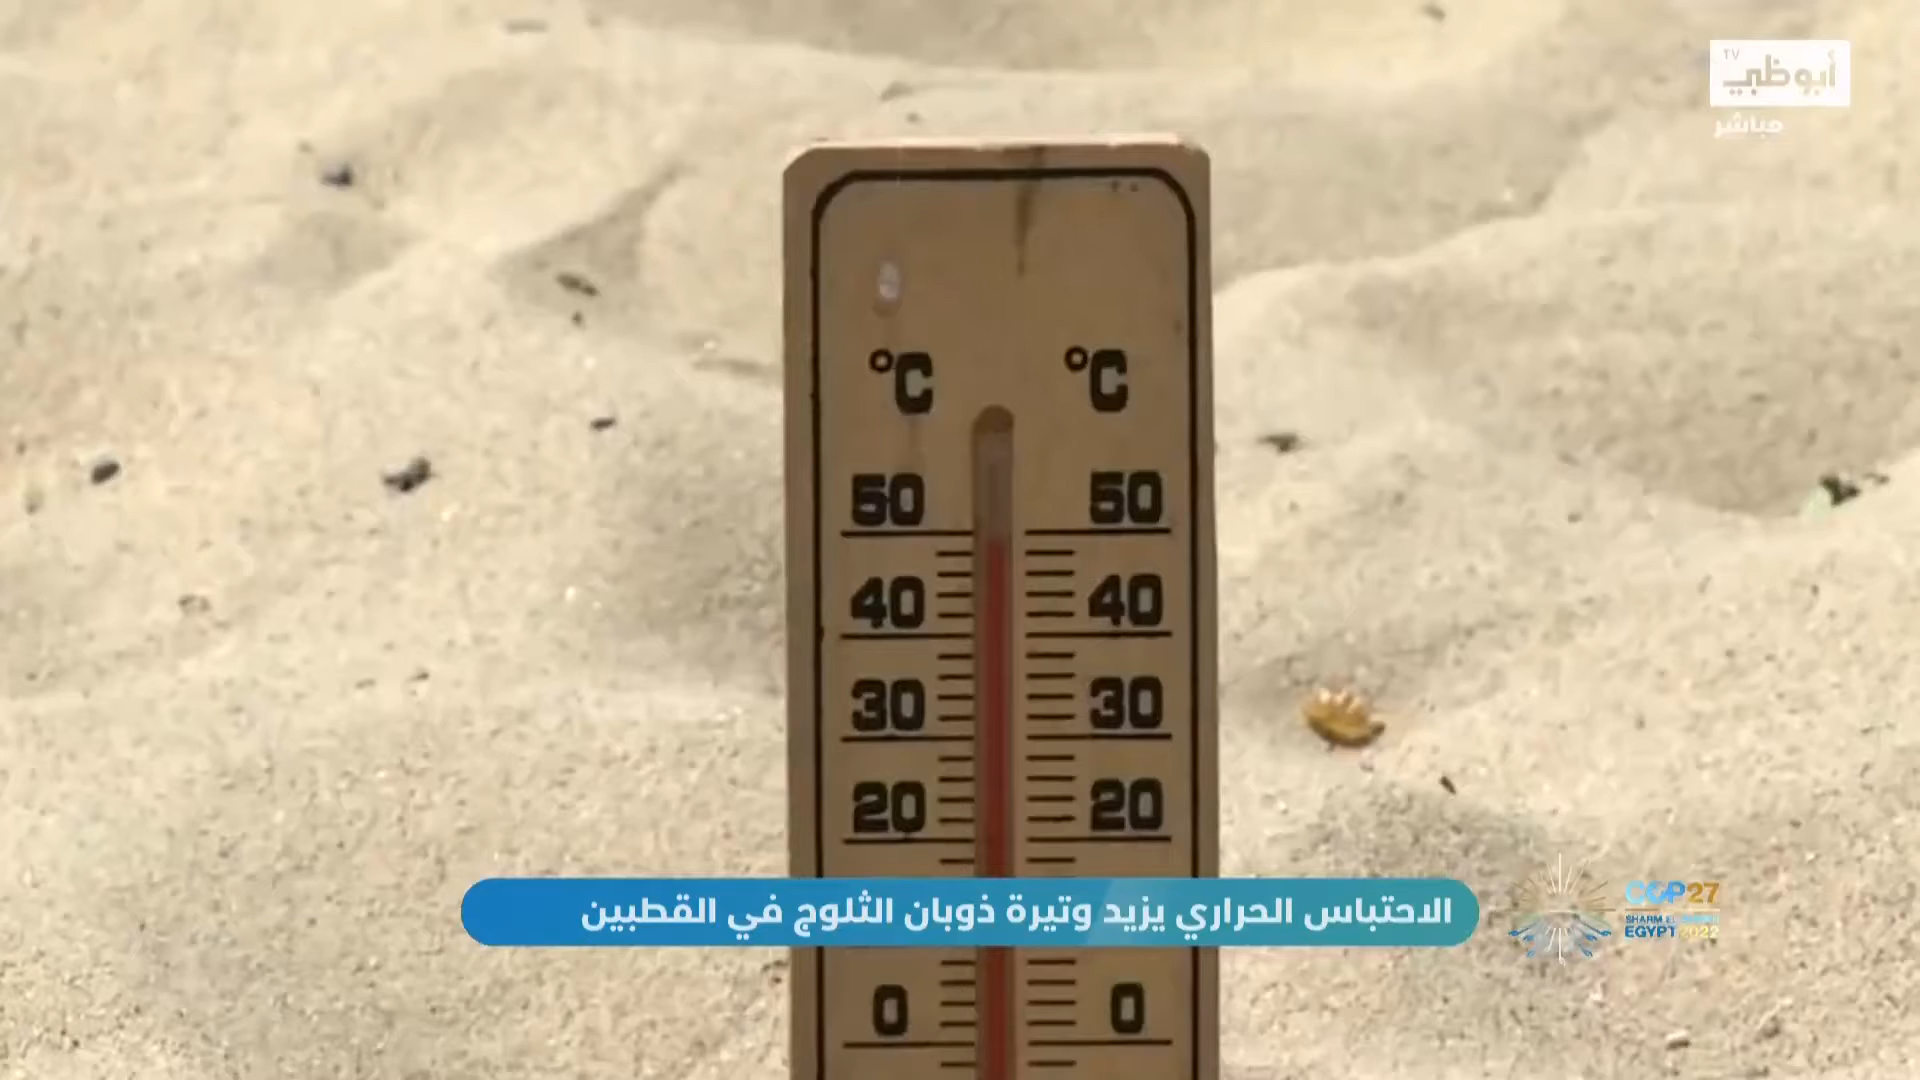 TV
أبوظبي
مباشر
°C °C
50 50
40 40
30 30
20 20
الاحتباس الحراري يزيد وتيرة ذوبان الثلوج في القطبين
COP27
SHARM EL
EGYPT 2022
0 0